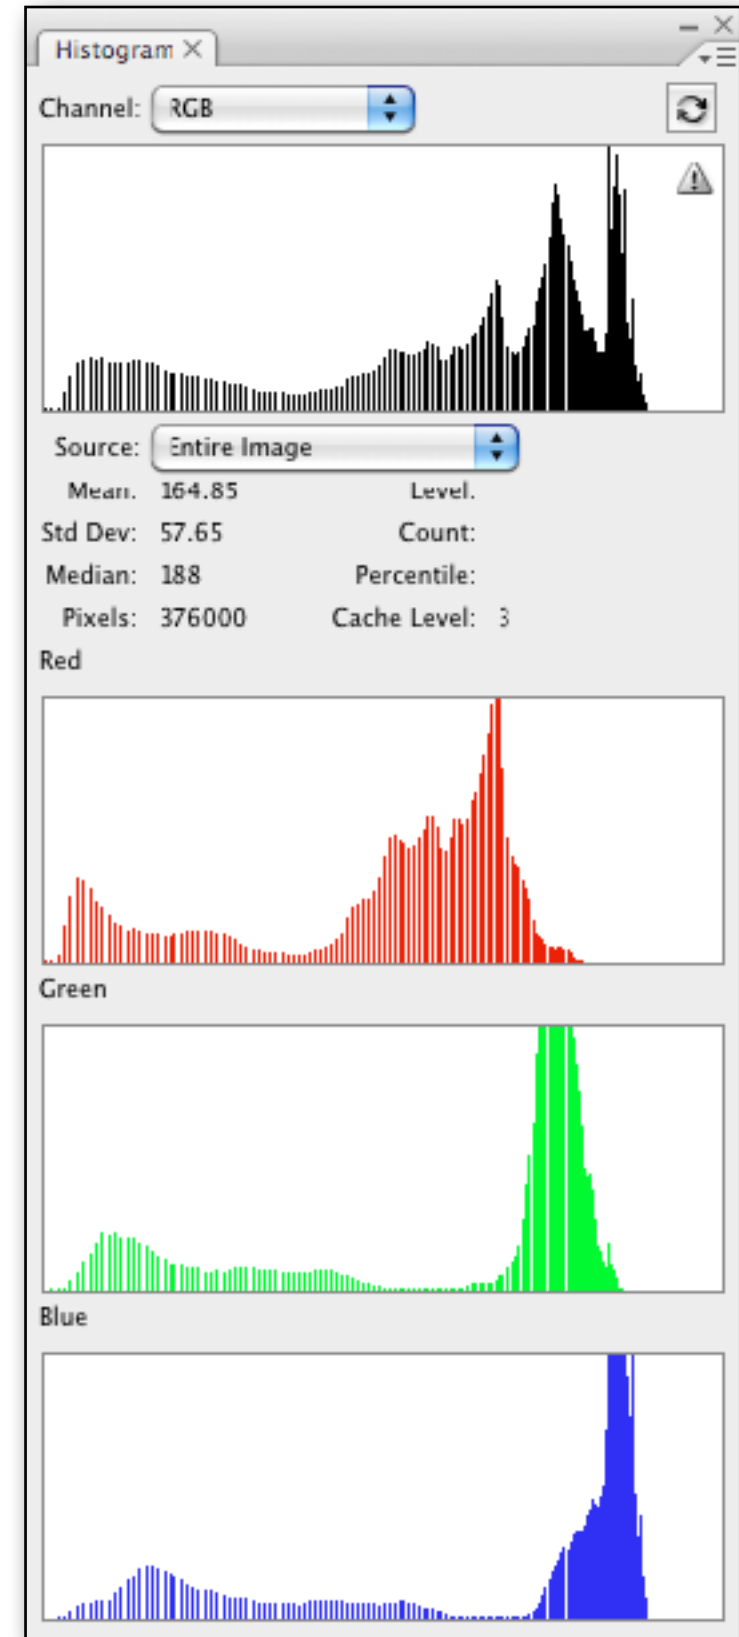 Histogram
Channel: RGB
Source: Entire Image
Mean: 164.85 Level:
Std Dev: 57.65 Count:
Median: 188 Percentile:
Pixels: 376000 Cache Level: 3
Red
Green
Blue